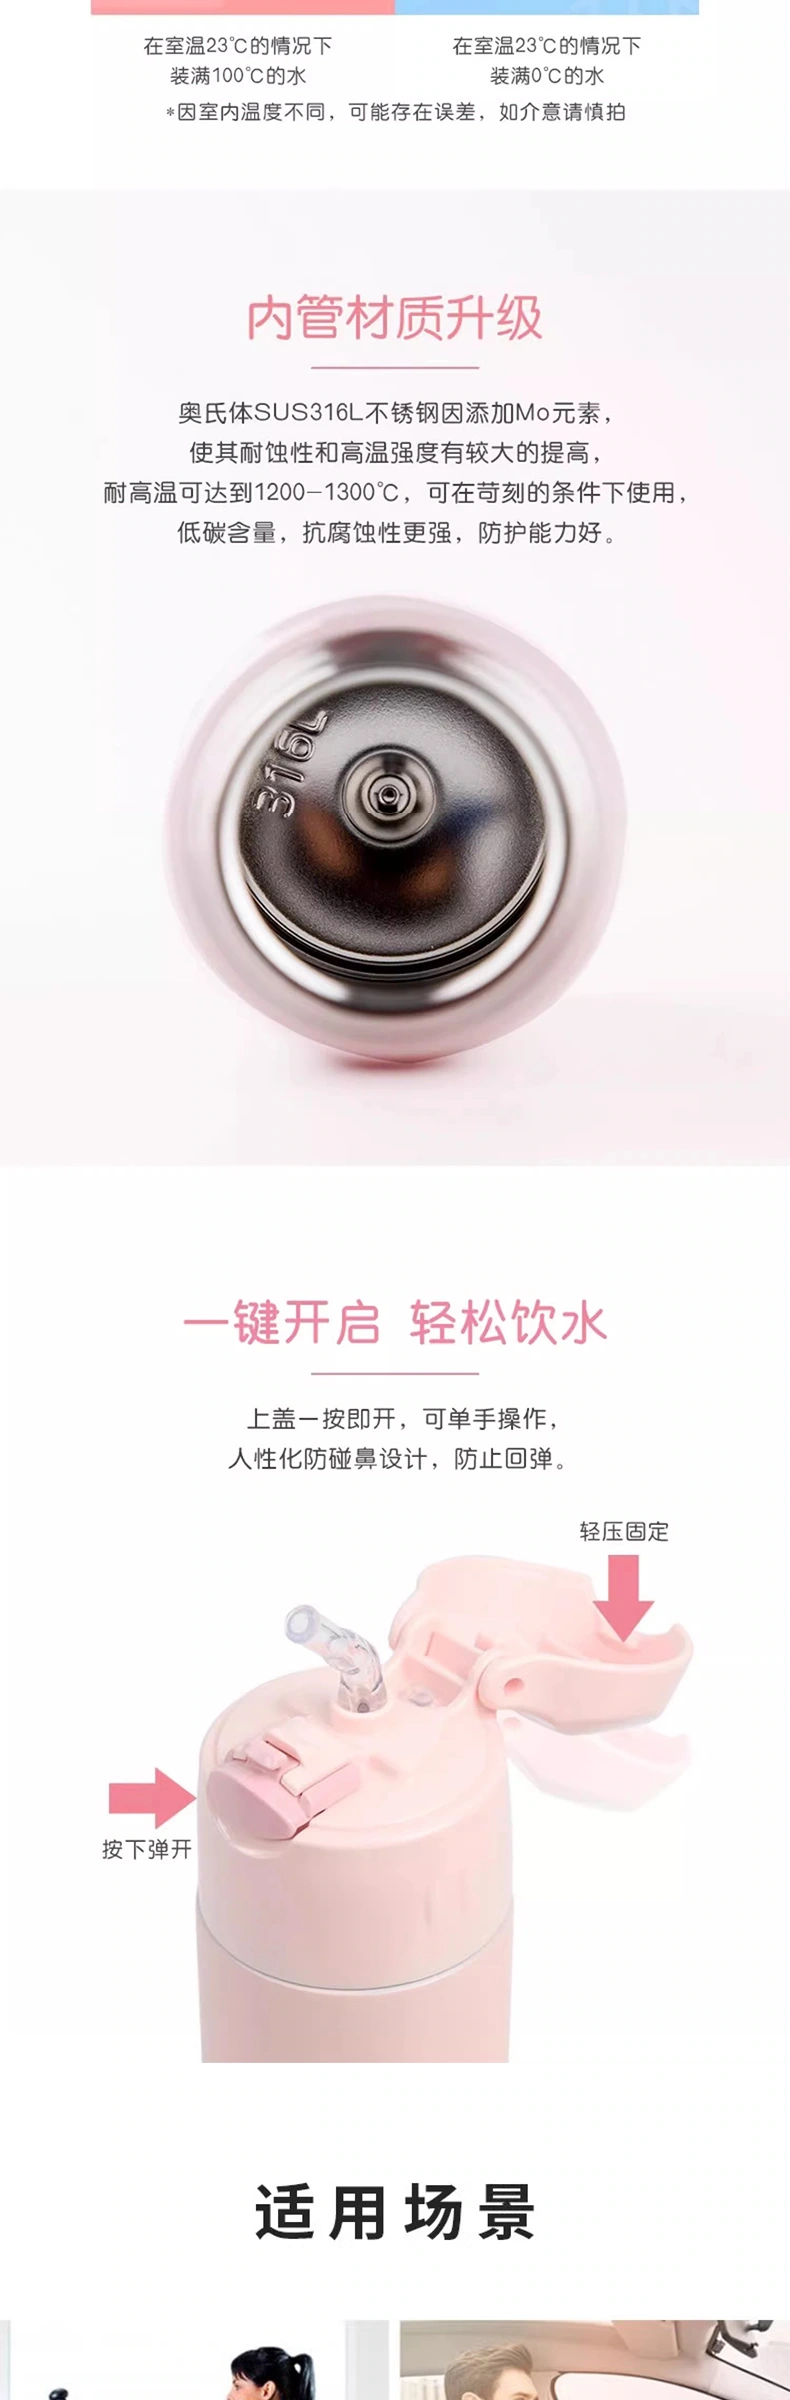 在室温23℃的情况下
装满100℃的水
在室温23℃的情况下
装满0℃的水
*因室内温度不同，可能存在误差，如介意请慎拍
内管材质升级
奥氏体SUS316L不锈钢因添加Mo元素，
使其耐蚀性和高温强度有较大的提高，
耐高温可达到1200-1300℃，可在苛刻的条件下使用，
低碳含量，抗腐蚀性更强，防护能力好。
316L
一键开启 轻松饮水
上盖一按即开，可单手操作，
人性化防碰鼻设计，防止回弹。
轻压固定
按下弹开
适用场景